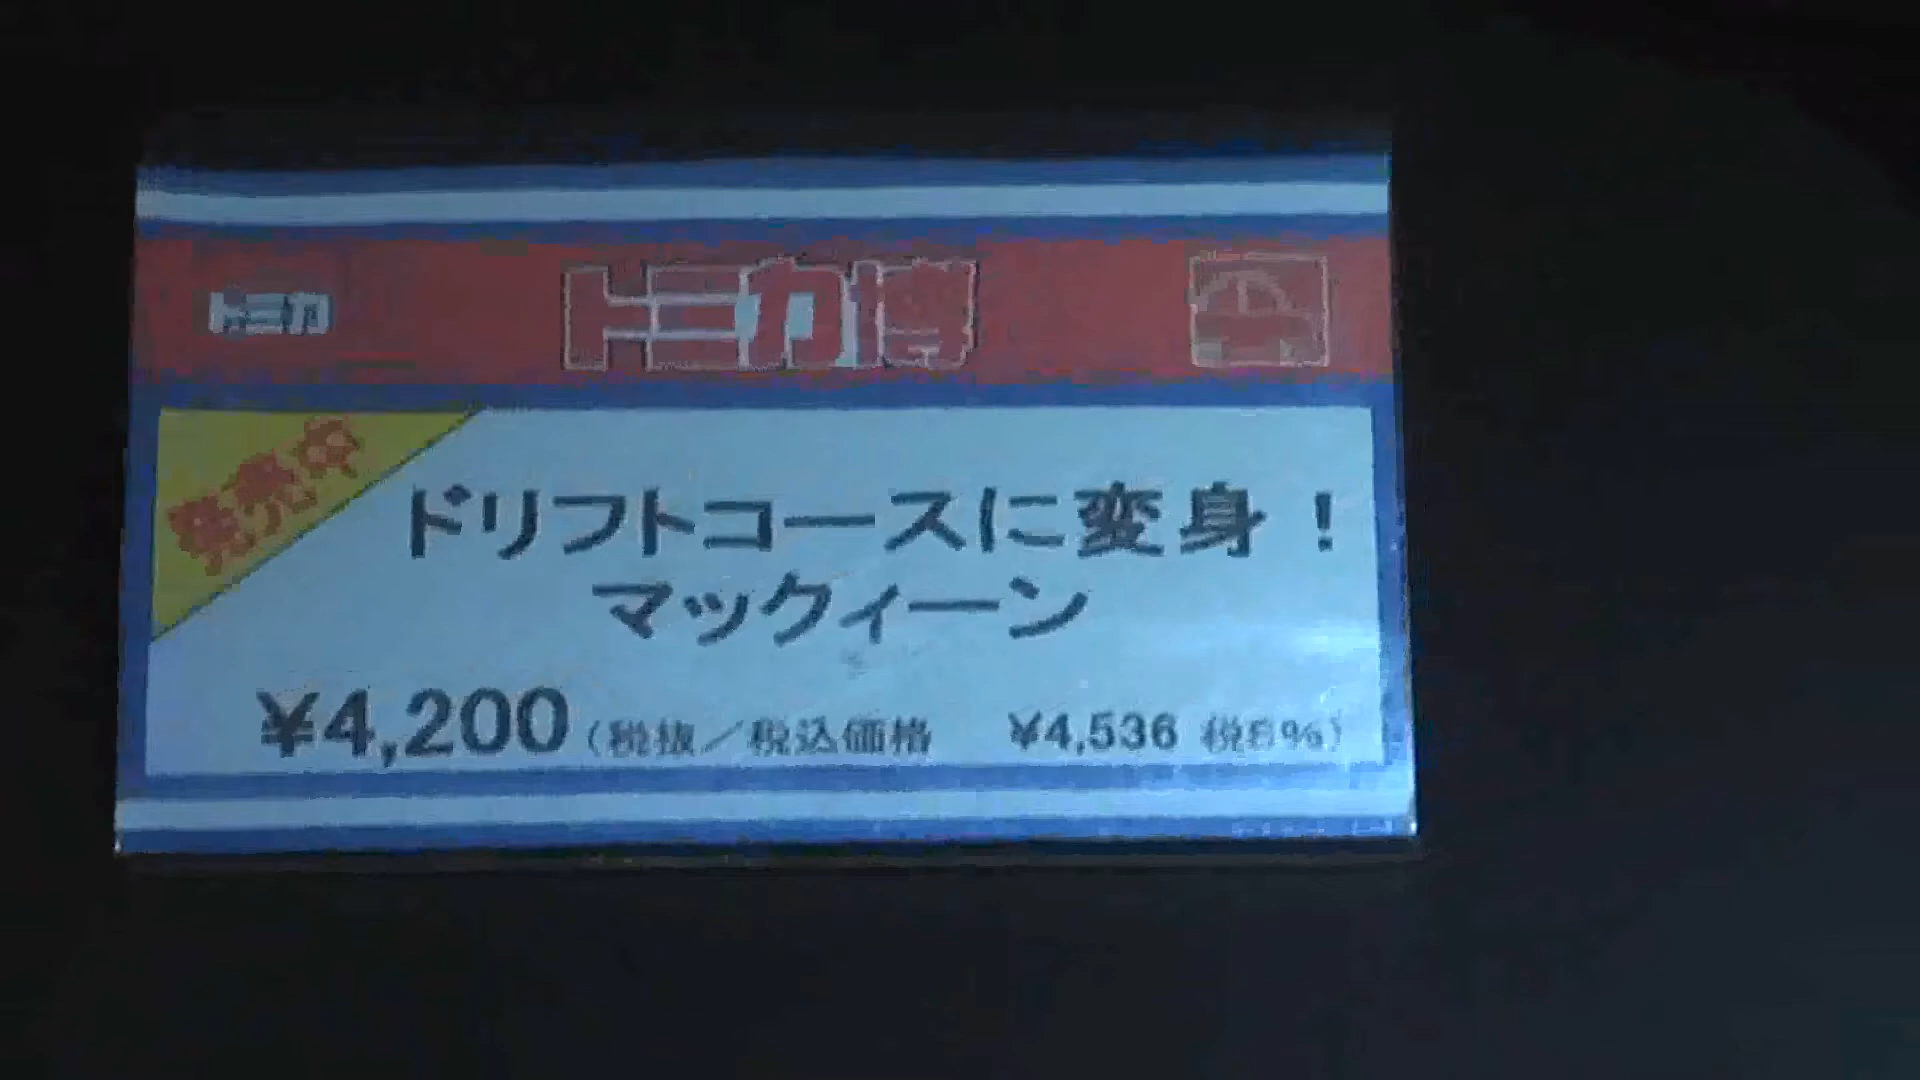 トミカ
トミカ博
発売中
ドリフトコースに変身！
マックィーン
¥4,200（税抜／税込価格 ¥4,536 税8%）